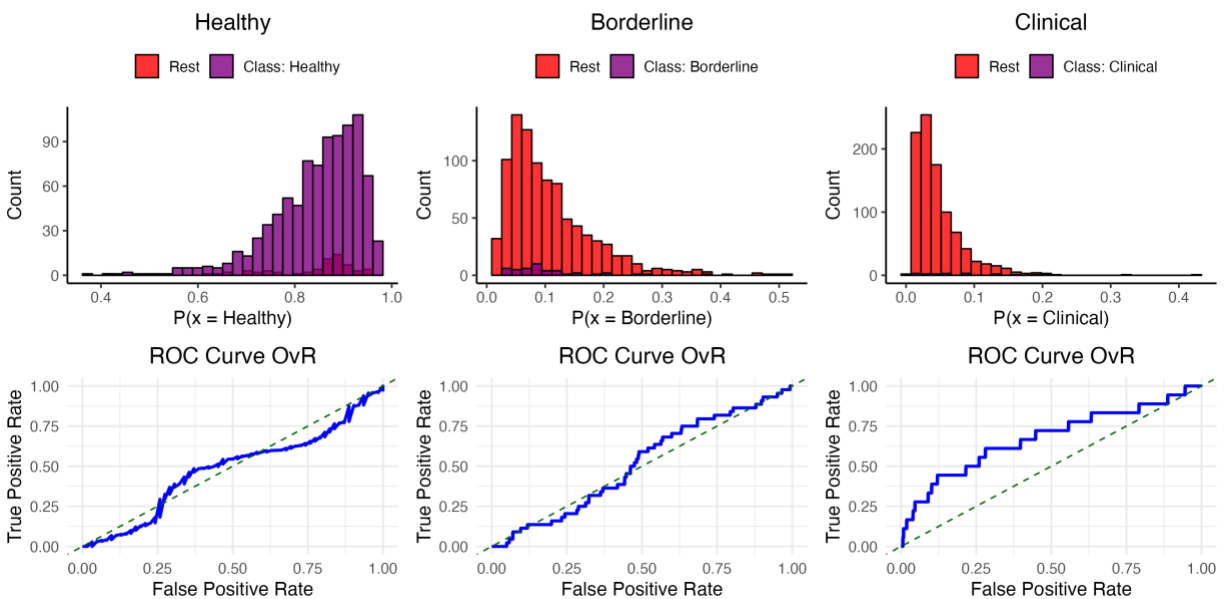 Healthy
Borderline
Clinical
Rest Class: Healthy
Rest Class: Borderline
Rest Class: Clinical
Count
90
60
30
0
0.4 0.6 0.8 1.0
P(x = Healthy)
Count
100
50
0
0.0 0.1 0.2 0.3 0.4 0.5
P(x = Borderline)
Count
200
100
0
0.0 0.1 0.2 0.3 0.4
P(x = Clinical)
ROC Curve OvR
True Positive Rate
1.00
0.75
0.50
0.25
0.00
0.00 0.25 0.50 0.75 1.00
False Positive Rate
ROC Curve OvR
True Positive Rate
1.00
0.75
0.50
0.25
0.00
0.00 0.25 0.50 0.75 1.00
False Positive Rate
ROC Curve OvR
True Positive Rate
1.00
0.75
0.50
0.25
0.00
0.00 0.25 0.50 0.75 1.00
False Positive Rate